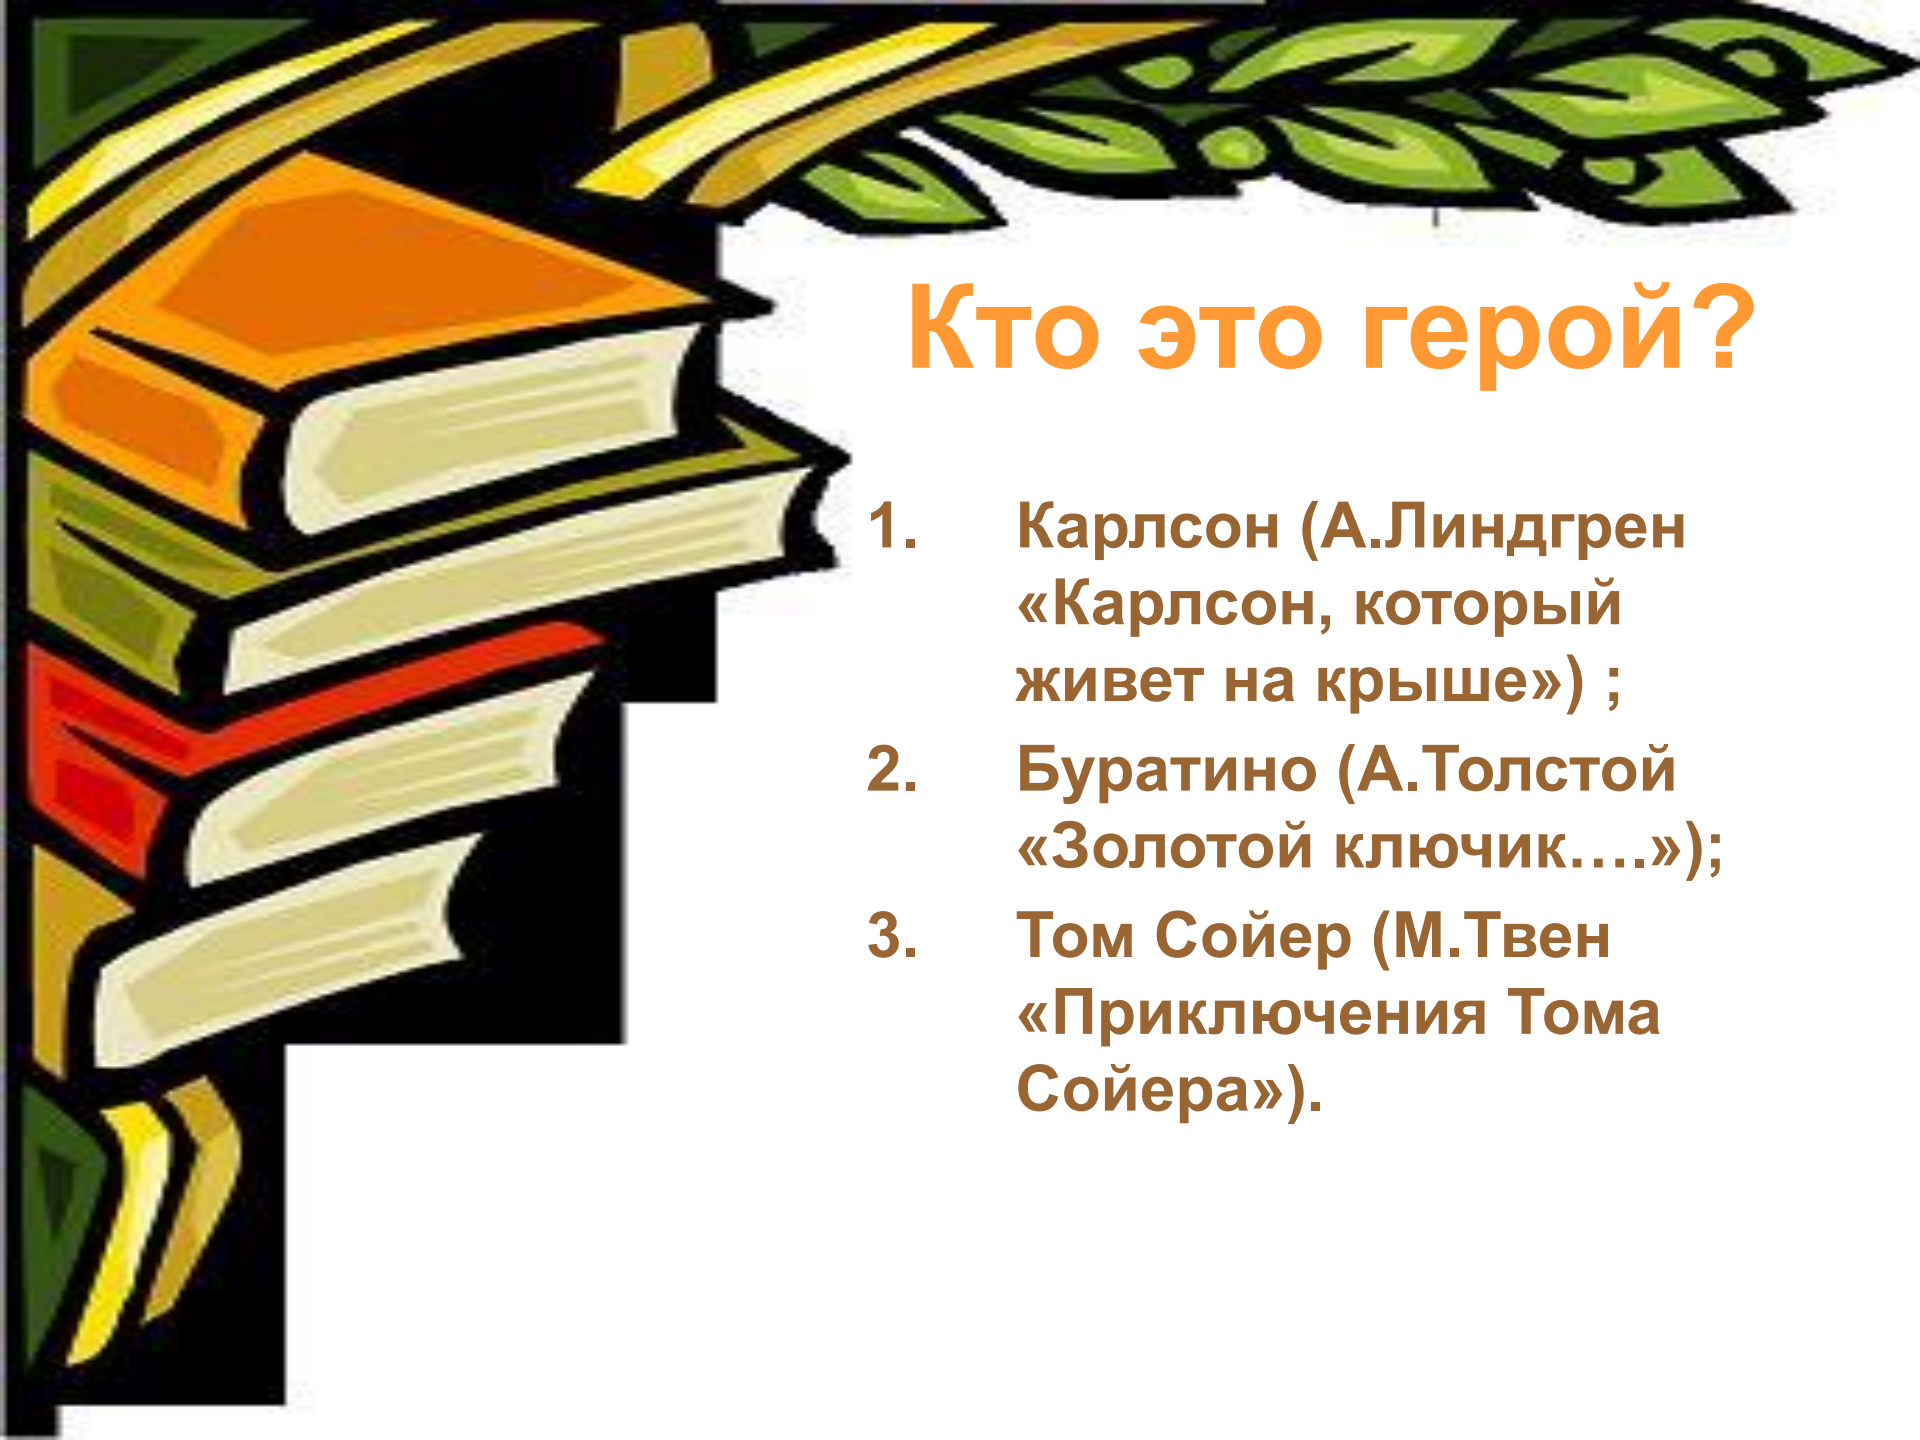 Кто это герой?
1. Карлсон (А.Линдгрен
«Карлсон, который
живет на крыше») ;
2. Буратино (А.Толстой
«Золотой ключик….»);
3. Том Сойер (М.Твен
«Приключения Тома
Сойера»).